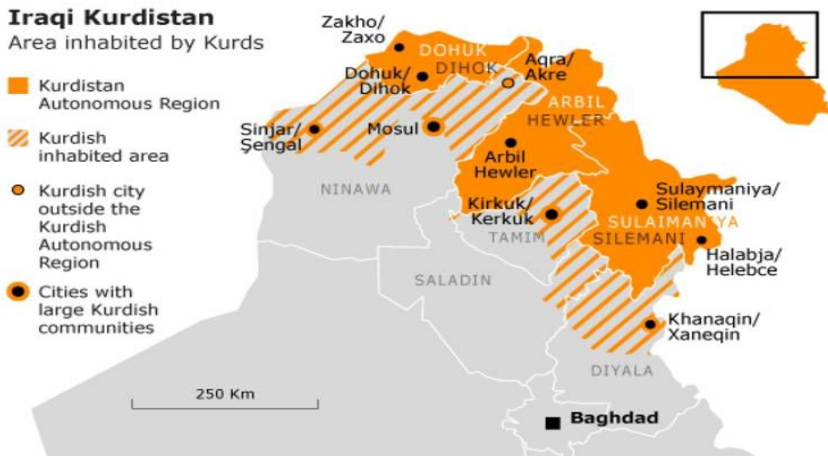 Iraqi Kurdistan
Area inhabited by Kurds
Kurdistan
Autonomous Region
Kurdish
inhabited area
Kurdish city
outside the
Kurdish
Autonomous
Region
Cities with
large Kurdish
communities
Zakho/
Zaxo
DOHUK
DIHOK
Dohuk/
Dihok
Aqra/
Akre
ARBIL
HEWLER
Sinjar/
Şengal
Mosul
Arbil
Hewler
NINAWA
Kirkuk/
Kerkuk
TAMIM
Sulaymaniya/
Silemani
SULAIMANIYA
SILEMANI
Halabja/
Helebce
SALADIN
Khanaqin/
Xaneqin
DIYALA
250 Km
Baghdad